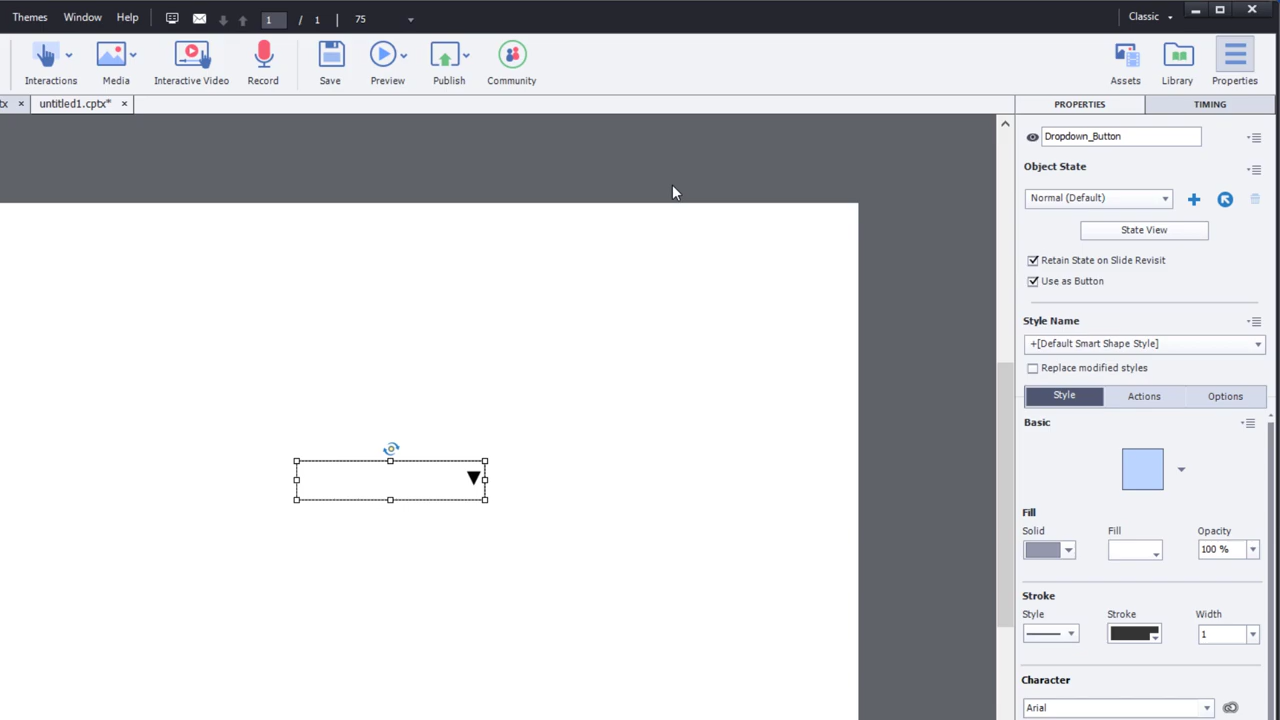 Themes Window Help 1 / 1 75 Classic
Interactions Media Interactive Video Record Save Preview Publish Community Assets Library Properties
tx × untitled1.cptx* × PROPERTIES TIMING
Dropdown_Button
Object State
Normal (Default)
State View
Retain State on Slide Revisit
Use as Button
Style Name
+[Default Smart Shape Style]
Replace modified styles
Style Actions Options
Basic
Fill
Solid Fill Opacity
100 %
Stroke
Style Stroke Width
1
Character
Arial